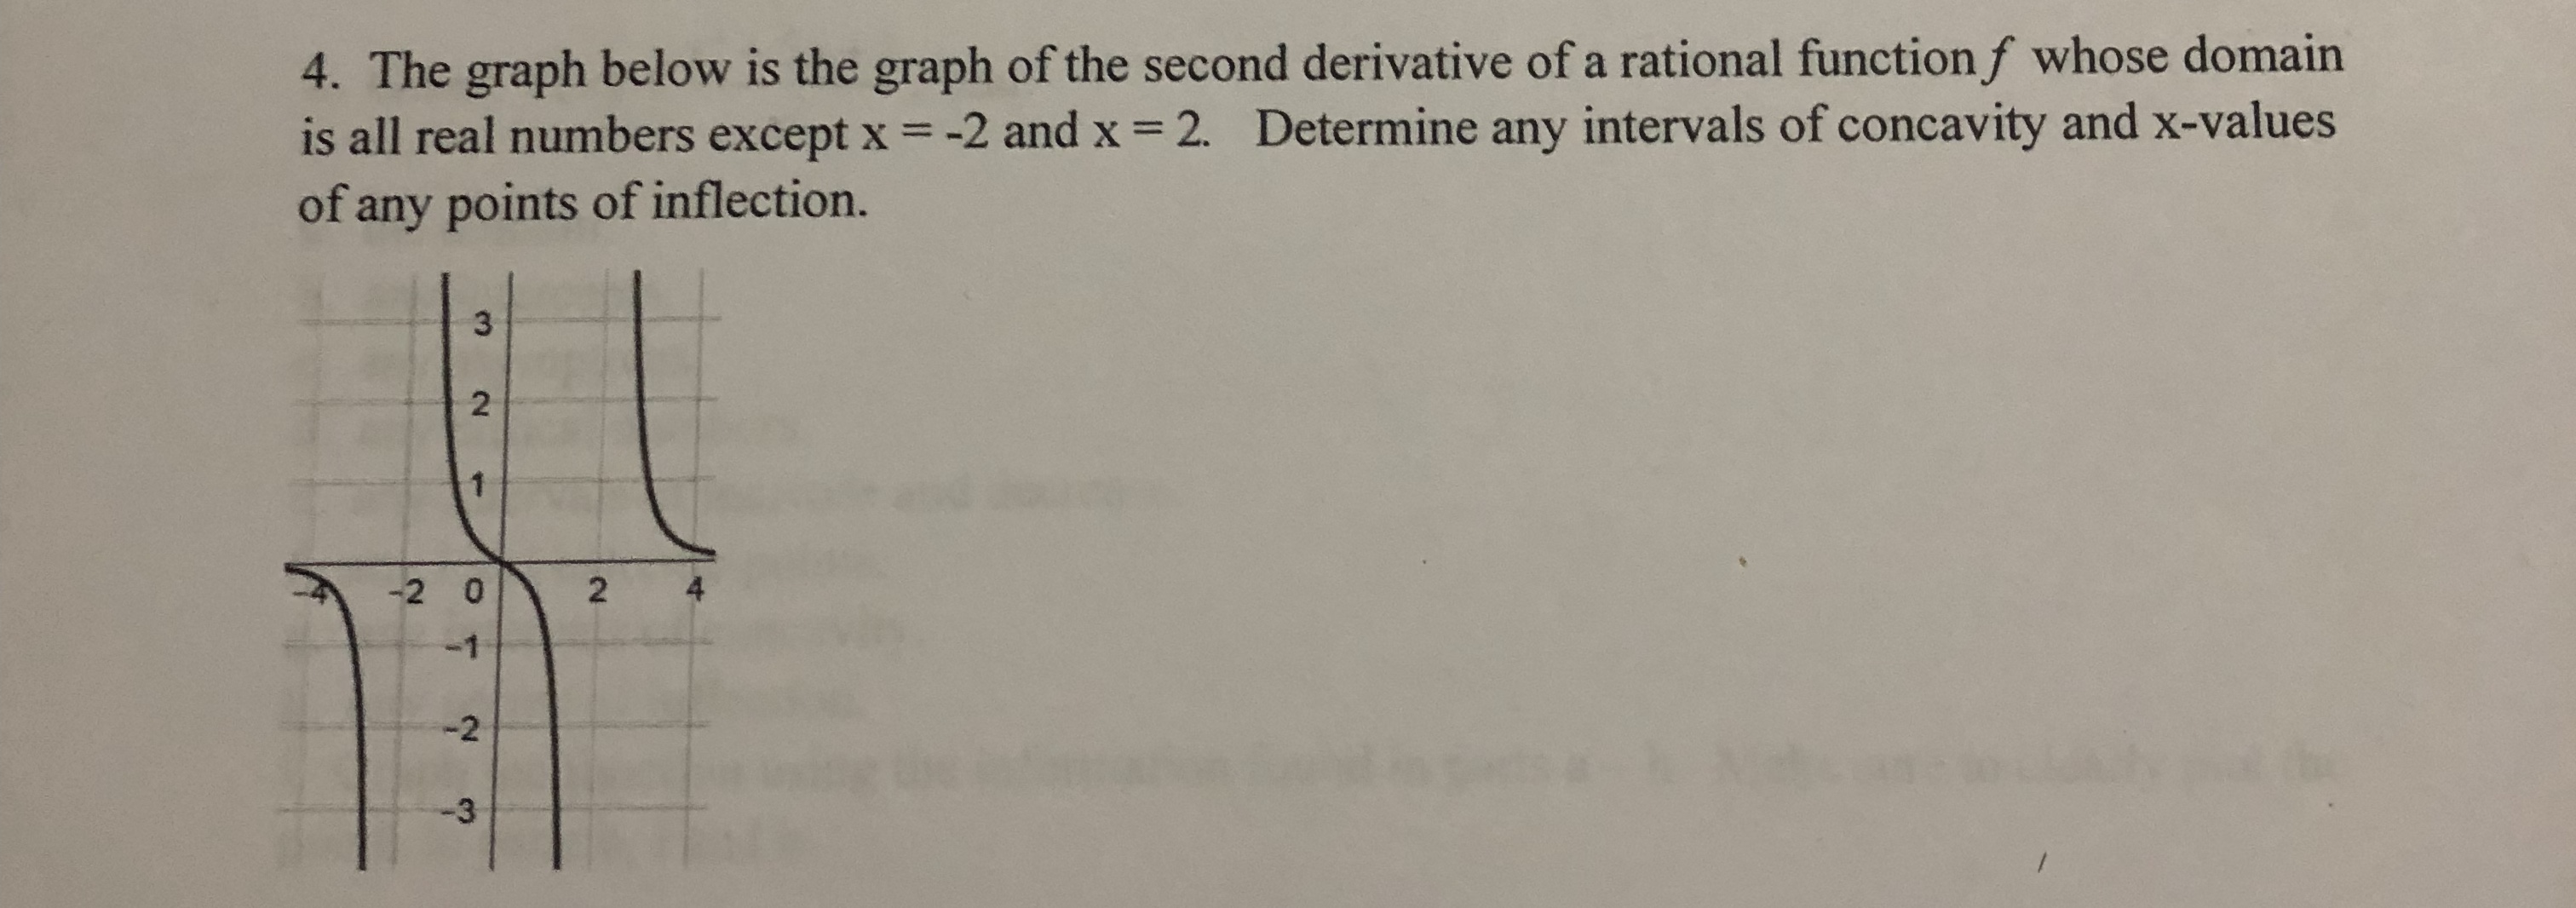 4. The graph below is the graph of the second derivative of a rational function f whose domain
is all real numbers except x = -2 and x = 2. Determine any intervals of concavity and x-values
of any points of inflection.
3
2
1
-4 -2 0 2 4
-1
-2
-3